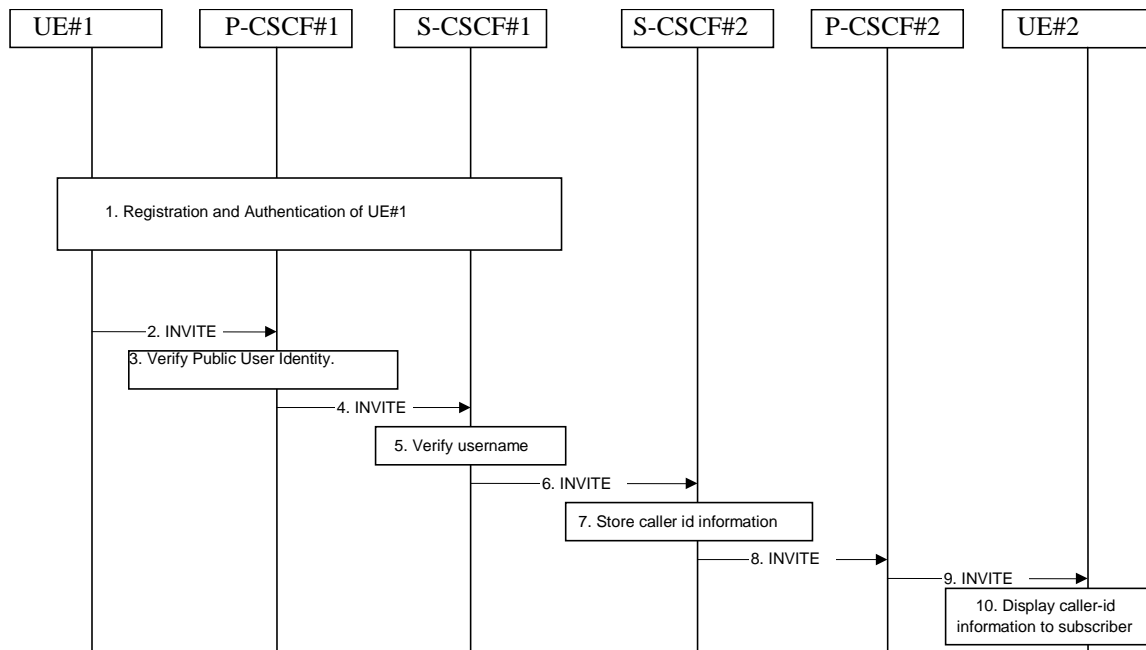 UE#1
P-CSCF#1
S-CSCF#1
S-CSCF#2
P-CSCF#2
UE#2
1. Registration and Authentication of UE#1
2. INVITE
3. Verify Public User Identity.
4. INVITE
5. Verify username
6. INVITE
7. Store caller id information
8. INVITE
9. INVITE
10. Display caller-id
information to subscriber